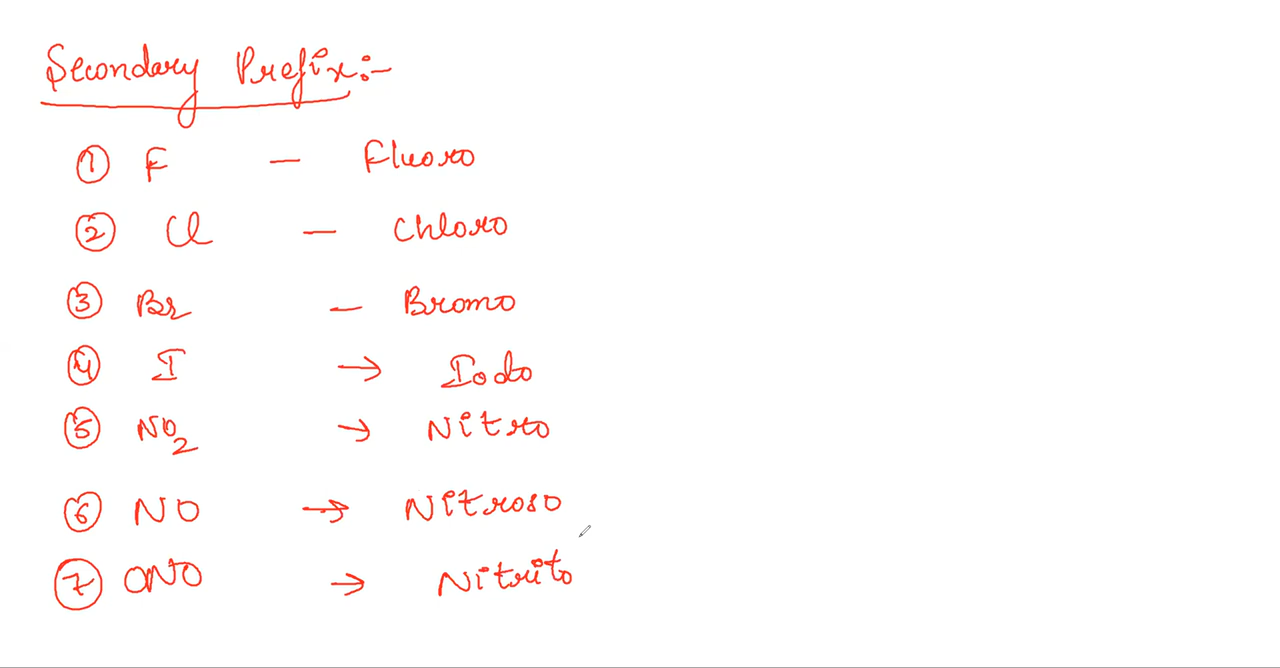 Secondary Prefix:-
① F - Fluoro
② Cl - Chloro
③ Br - Bromo
④ I → Iodo
⑤ NO₂ → Nitro
⑥ NO → Nitroso
⑦ ONO → Nitrito